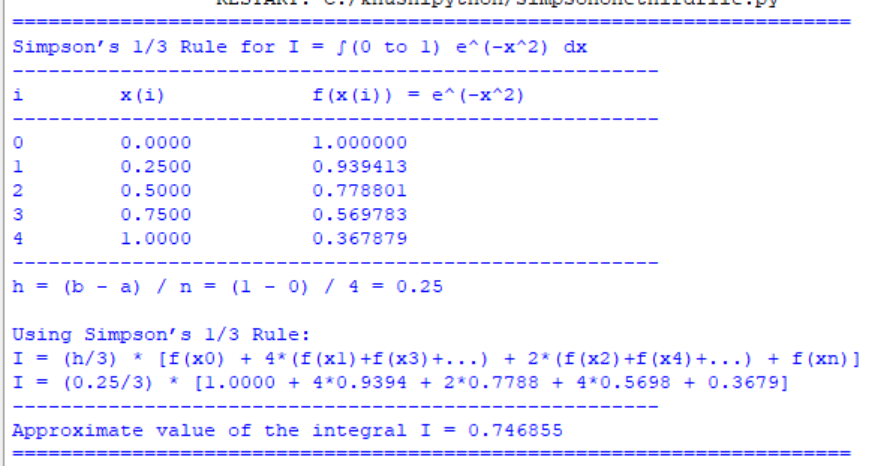 RESTART: C:/khushipython/simpsononethirdfile.py
======================================================================
Simpson's 1/3 Rule for I = ∫(0 to 1) e^(-x^2) dx
------------------------------------------------------
i x(i) f(x(i)) = e^(-x^2)
------------------------------------------------------
0 0.0000 1.000000
1 0.2500 0.939413
2 0.5000 0.778801
3 0.7500 0.569783
4 1.0000 0.367879
------------------------------------------------------
h = (b - a) / n = (1 - 0) / 4 = 0.25
Using Simpson's 1/3 Rule:
I = (h/3) * [f(x0) + 4*(f(x1)+f(x3)+...) + 2*(f(x2)+f(x4)+...) + f(xn)]
I = (0.25/3) * [1.0000 + 4*0.9394 + 2*0.7788 + 4*0.5698 + 0.3679]
------------------------------------------------------
Approximate value of the integral I = 0.746855
======================================================================